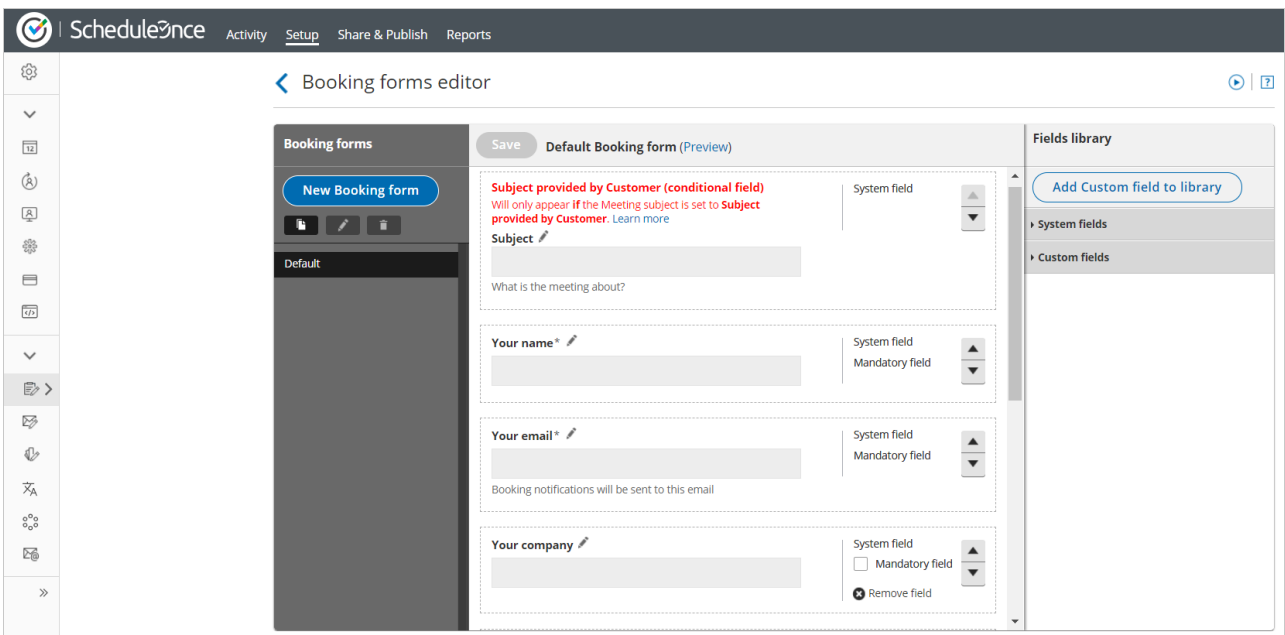 ScheduleOnce Activity Setup Share & Publish Reports
Booking forms editor
?
12
Booking forms
New Booking form
Default
Save Default Booking form (Preview)
Subject provided by Customer (conditional field)
Will only appear if the Meeting subject is set to Subject
provided by Customer. Learn more
System field
Subject
What is the meeting about?
Your name*
System field
Mandatory field
Your email*
System field
Mandatory field
Booking notifications will be sent to this email
Your company
System field
Mandatory field
Remove field
Fields library
Add Custom field to library
System fields
Custom fields